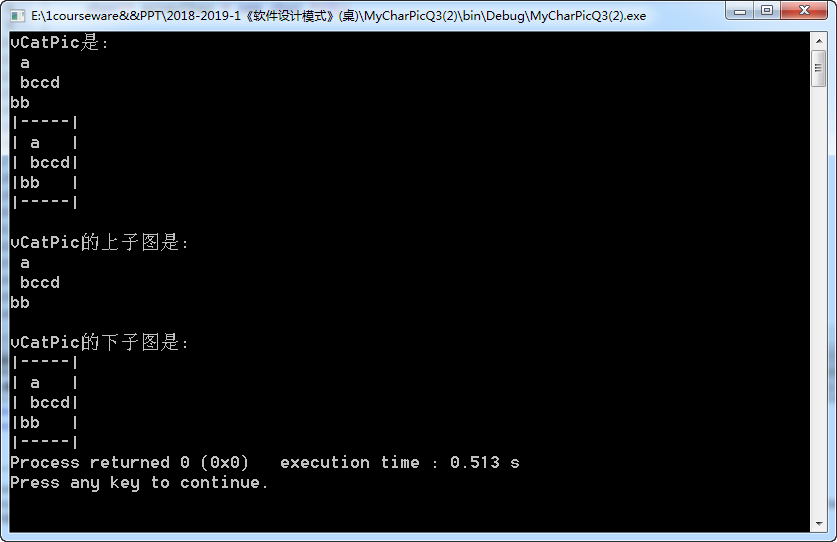 E:\1courseware&&PPT\2018-2019-1《软件设计模式》(桌)\MyCharPicQ3(2)\bin\Debug\MyCharPicQ3(2).exe
vCatPic是:
 a
 bccd
bb
|-----|
| a   |
| bccd|
|bb   |
|-----|
vCatPic的上子图是:
 a
 bccd
bb
vCatPic的下子图是:
|-----|
| a   |
| bccd|
|bb   |
|-----|
Process returned 0 (0x0)   execution time : 0.513 s
Press any key to continue.